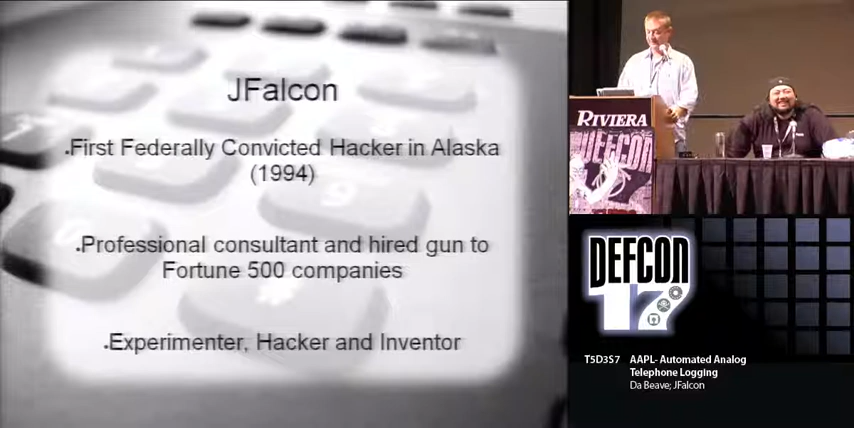 JFalcon
.First Federally Convicted Hacker in Alaska
(1994)
.Professional consultant and hired gun to
Fortune 500 companies
.Experimenter, Hacker and Inventor
RIVIERA
DEFCON
DEFCON
17
T5D3S7 AAPL- Automated Analog
Telephone Logging
Da Beave; JFalcon